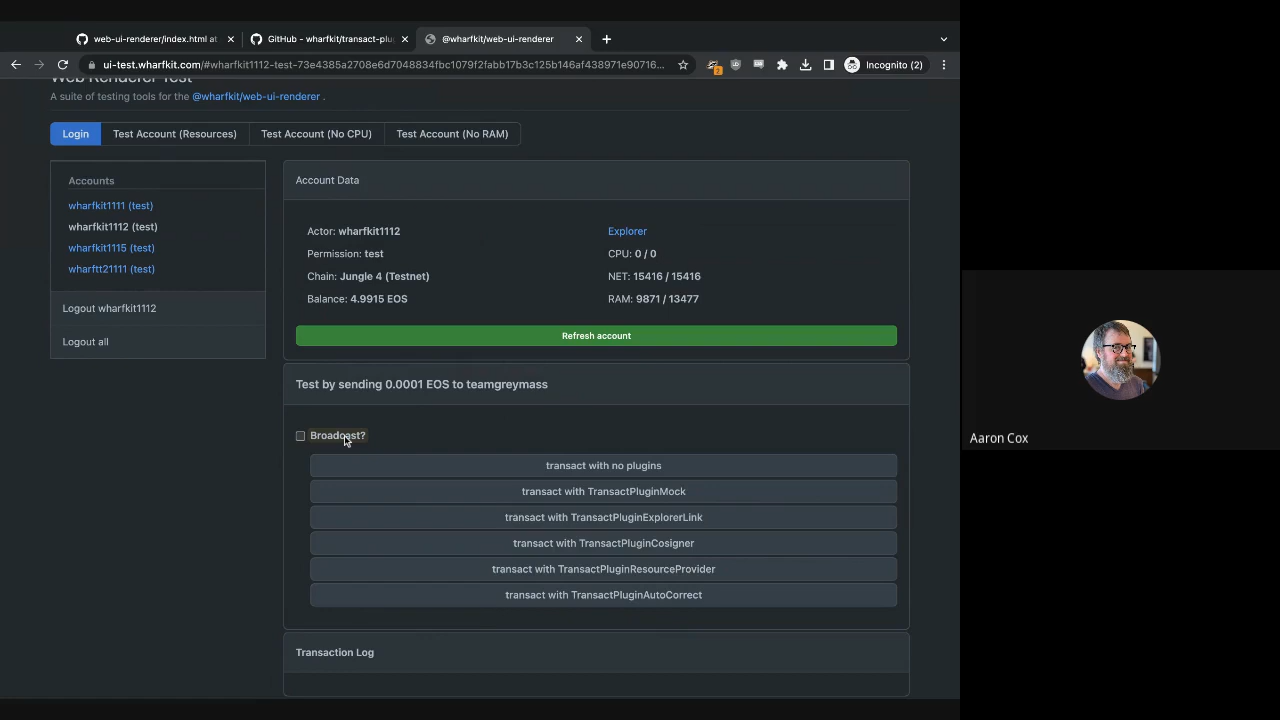 web-ui-renderer/index.html at
GitHub - wharfkit/transact-plu
@wharfkit/web-ui-renderer
ui-test.wharfkit.com/#wharfkit1112-test-73e4385a2708e6d7048834fbc1079f2fabb17b3c125b146af438971e90716...
2
Incognito (2)
Web Renderer Test
A suite of testing tools for the @wharfkit/web-ui-renderer .
Login
Test Account (Resources)
Test Account (No CPU)
Test Account (No RAM)
Accounts
wharfkit1111 (test)
wharfkit1112 (test)
wharfkit1115 (test)
wharftt21111 (test)
Logout wharfkit1112
Logout all
Account Data
Actor: wharfkit1112
Permission: test
Chain: Jungle 4 (Testnet)
Balance: 4.9915 EOS
Explorer
CPU: 0 / 0
NET: 15416 / 15416
RAM: 9871 / 13477
Refresh account
Test by sending 0.0001 EOS to teamgreymass
Broadcast?
transact with no plugins
transact with TransactPluginMock
transact with TransactPluginExplorerLink
transact with TransactPluginCosigner
transact with TransactPluginResourceProvider
transact with TransactPluginAutoCorrect
Transaction Log
Aaron Cox